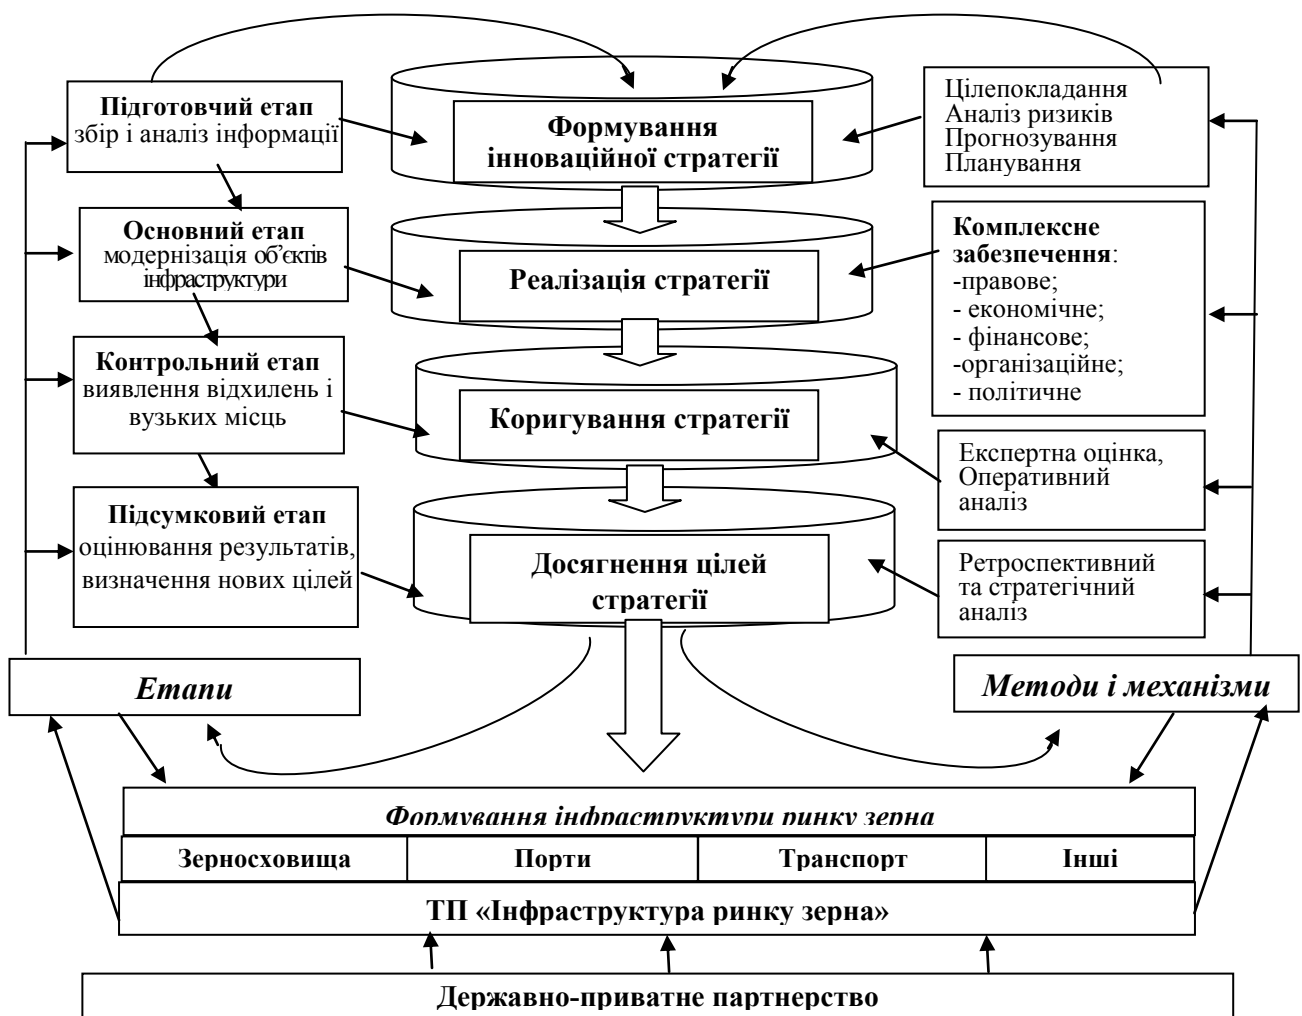 Підготовчий етап
збір і аналіз інформації
Формування
інноваційної стратегії
Цілепокладання
Аналіз ризиків
Прогнозування
Планування
Основний етап
модернізація об’єктів
інфраструктури
Реалізація стратегії
Комплексне
забезпечення:
-правове;
- економічне;
- фінансове;
-організаційне;
- політичне
Контрольний етап
виявлення відхилень і
вузьких місць
Коригування стратегії
Експертна оцінка,
Оперативний
аналіз
Підсумковий етап
оцінювання результатів,
визначення нових цілей
Досягнення цілей
стратегії
Ретроспективний
та стратегічний
аналіз
Етапи
Методи і механізми
Формування інфраструктури ринку зерна
Зерносховища
Порти
Транспорт
Інші
ТП «Інфраструктура ринку зерна»
Державно-приватне партнерство